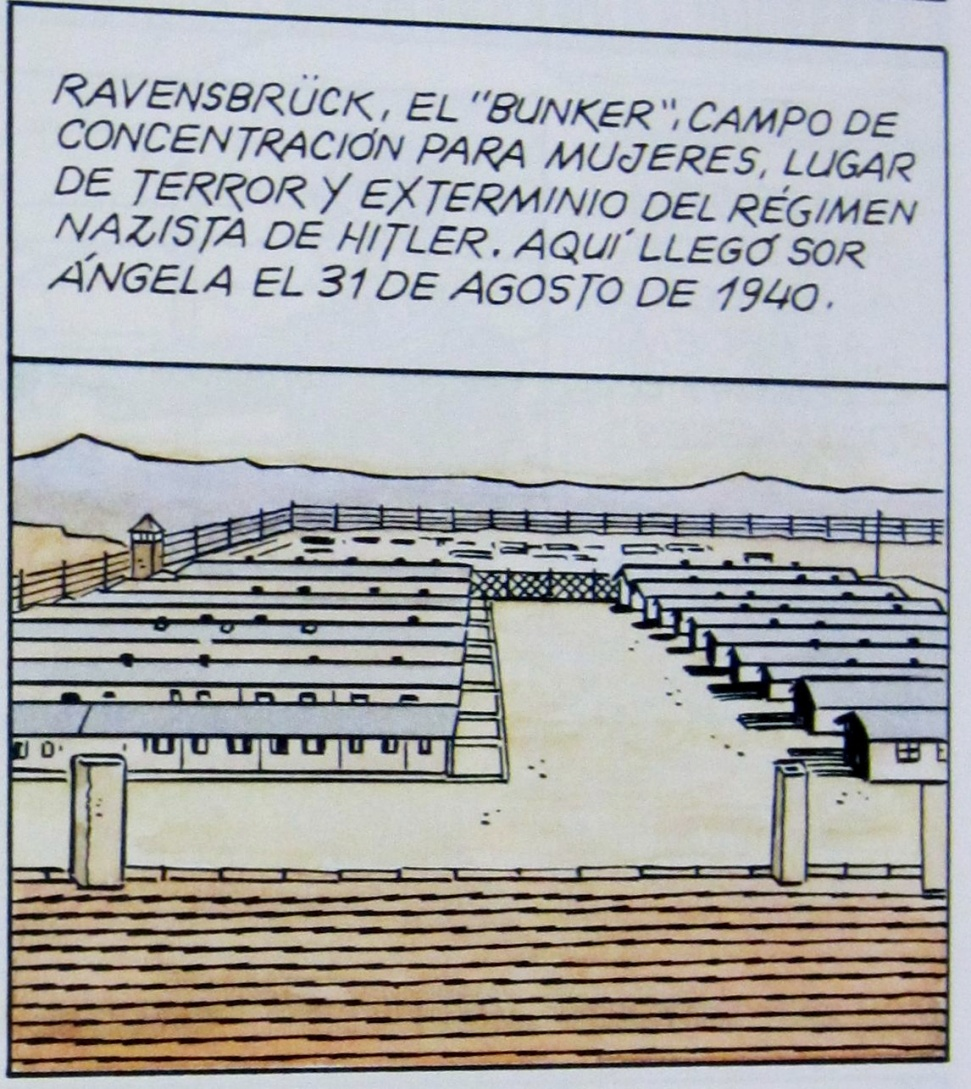 RAVENSBRÜCK, EL "BUNKER", CAMPO DE
CONCENTRACIÓN PARA MUJERES, LUGAR
DE TERROR Y EXTERMINIO DEL RÉGIMEN
NAZISTA DE HITLER. AQUÍ LLEGÓ SOR
ÁNGELA EL 31 DE AGOSTO DE 1940.